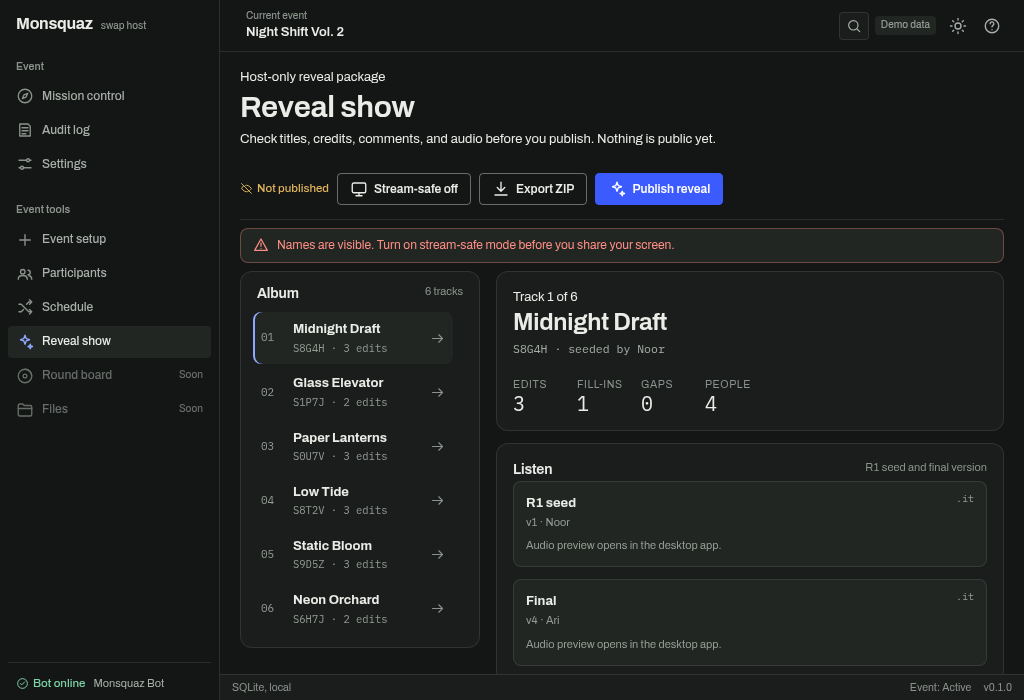 Monsquaz swap host
Event
Mission control
Audit log
Settings
Event tools
Event setup
Participants
Schedule
Reveal show
Round board Soon
Files Soon
Bot online Monsquaz Bot
Current event
Night Shift Vol. 2
Demo data
Host-only reveal package
Reveal show
Check titles, credits, comments, and audio before you publish. Nothing is public yet.
Not published
Stream-safe off
Export ZIP
Publish reveal
Names are visible. Turn on stream-safe mode before you share your screen.
Album 6 tracks
01 Midnight Draft
S8G4H · 3 edits
02 Glass Elevator
S1P7J · 2 edits
03 Paper Lanterns
S0U7V · 3 edits
04 Low Tide
S8T2V · 3 edits
05 Static Bloom
S9D5Z · 3 edits
06 Neon Orchard
S6H7J · 2 edits
Track 1 of 6
Midnight Draft
S8G4H · seeded by Noor
EDITS FILL-INS GAPS PEOPLE
3 1 0 4
Listen R1 seed and final version
R1 seed .it
v1 · Noor
Audio preview opens in the desktop app.
Final .it
v4 · Ari
Audio preview opens in the desktop app.
SQLite, local
Event: Active v0.1.0